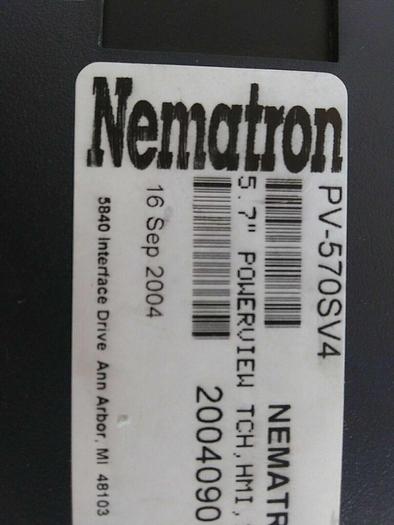 Nematron
PV-570SV4
NEMATR
5.7" POWERVIEW TCH,HMI,
2004090
16 Sep 2004
5840 Interface Drive Ann Arbor, MI 48103